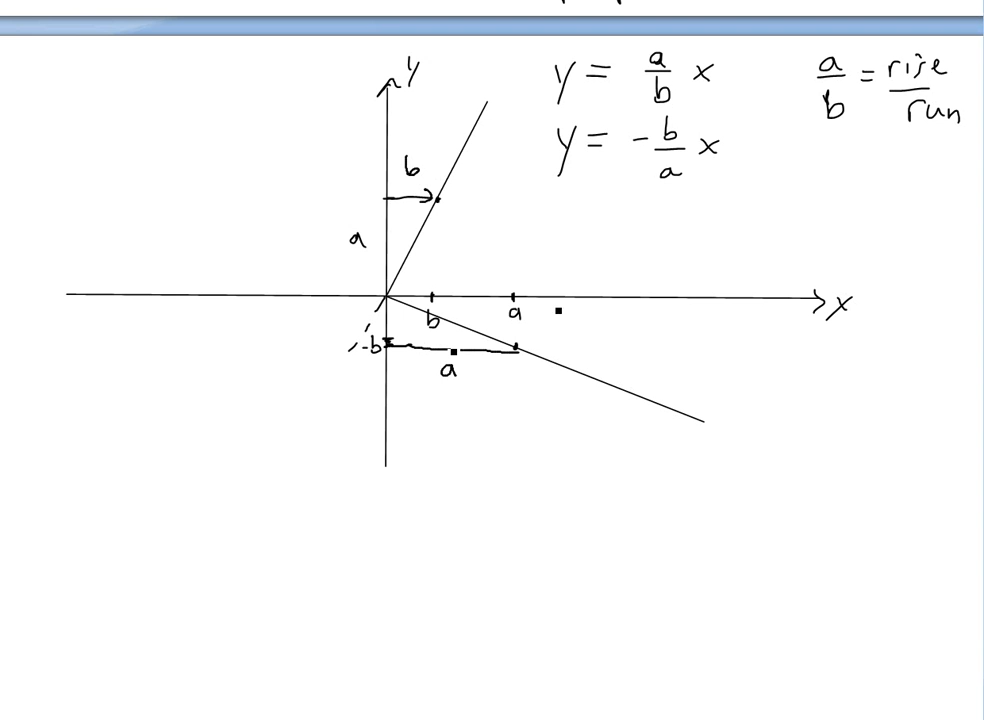 y
y = a/b x
a/b = rise/run
y = -b/a x
b
a
x
b
a
-b
a